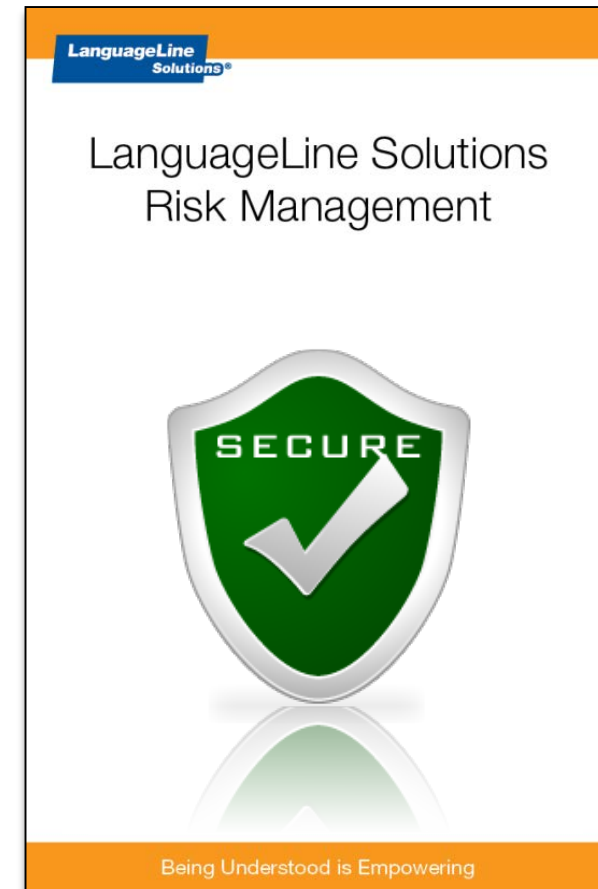 LanguageLine
Solutions®
LanguageLine Solutions
Risk Management
SECURE
Being Understood is Empowering